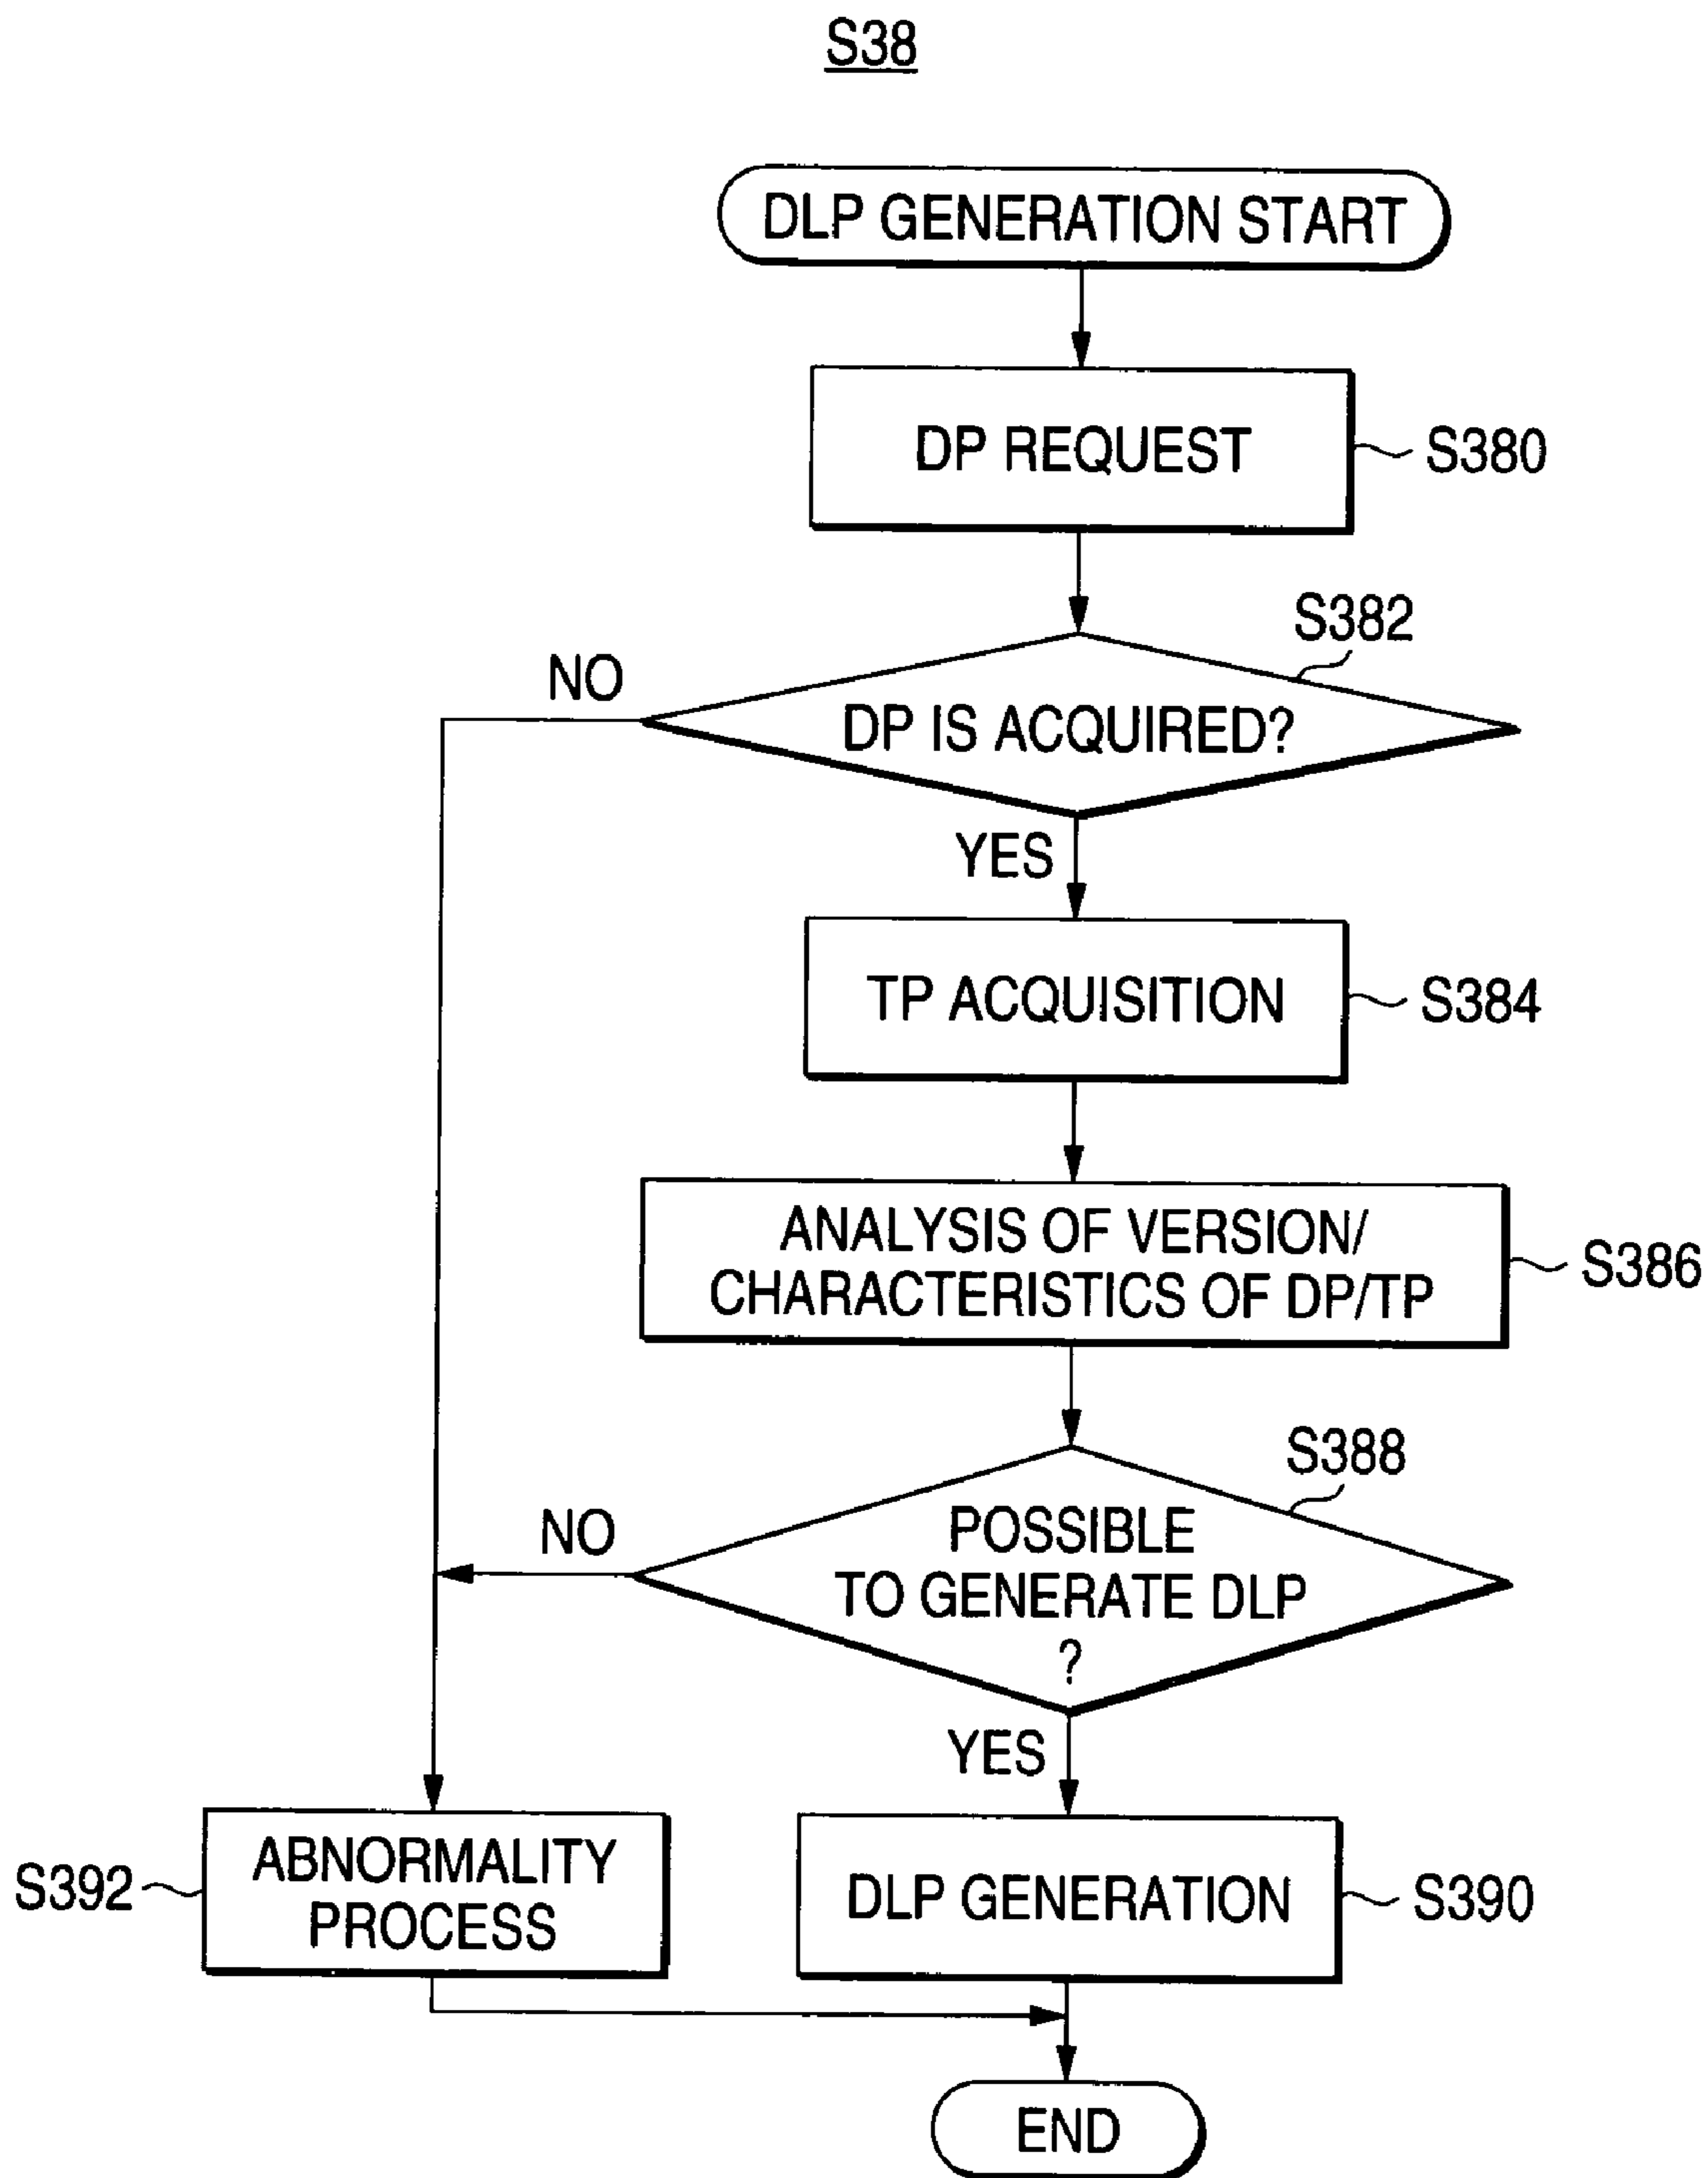 S38
DLP GENERATION START
DP REQUEST
S380
S382
NO
DP IS ACQUIRED?
YES
TP ACQUISITION
S384
ANALYSIS OF VERSION/
CHARACTERISTICS OF DP/TP
S386
S388
NO
POSSIBLE
TO GENERATE DLP
?
YES
S392
ABNORMALITY
PROCESS
DLP GENERATION
S390
END